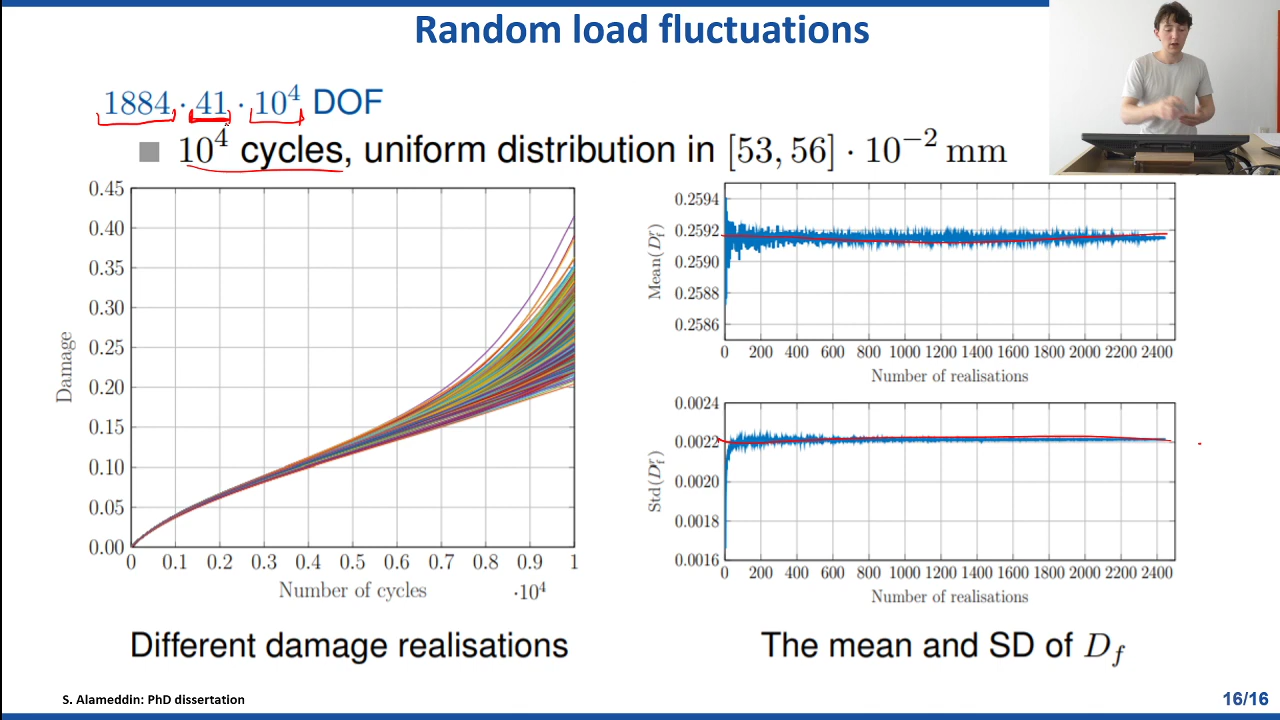 Random load fluctuations
1884 · 41 · 10⁴ DOF
10⁴ cycles, uniform distribution in [53, 56] · 10⁻² mm
0.45
0.40
0.35
0.30
0.25
0.20
0.15
0.10
0.05
0.00
Damage
0 0.1 0.2 0.3 0.4 0.5 0.6 0.7 0.8 0.9 1
Number of cycles ·10⁴
Different damage realisations
0.2594
0.2592
0.2590
0.2588
0.2586
Mean(D_f^r)
0 200 400 600 800 1000 1200 1400 1600 1800 2000 2200 2400
Number of realisations
0.0024
0.0022
0.0020
0.0018
0.0016
Std(D_f^r)
0 200 400 600 800 1000 1200 1400 1600 1800 2000 2200 2400
Number of realisations
The mean and SD of D_f
S. Alameddin: PhD dissertation
16/16